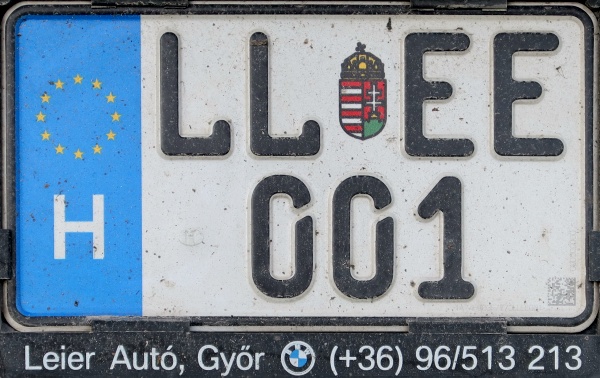 LL EE
001
H
Leier Autó, Győr (+36) 96/513 213